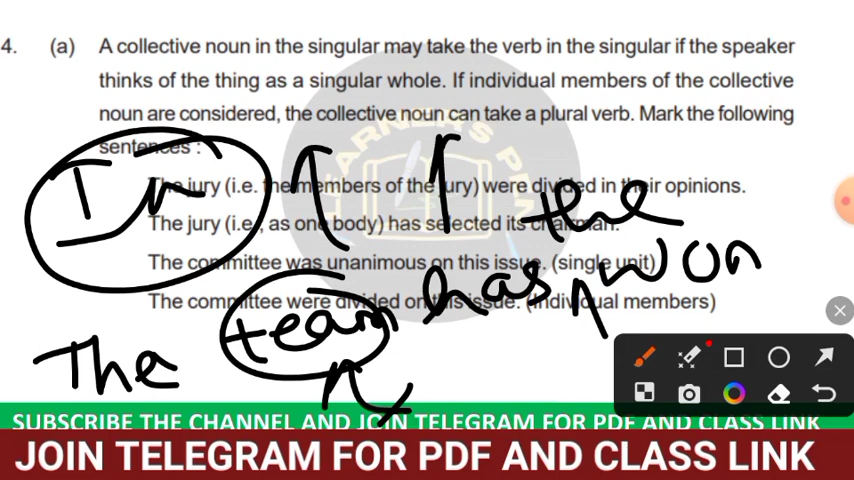 4. (a) A collective noun in the singular may take the verb in the singular if the speaker
thinks of the thing as a singular whole. If individual members of the collective
noun are considered, the collective noun can take a plural verb. Mark the following
sentences :
The jury (i.e. the members of the jury) were divided in their opinions.
The jury (i.e., as one body) has selected its chairman.
The committee was unanimous on this issue. (single unit)
The committee were divided on this issue. (Individual members)
In
the
The team has won
LEARNER'S PEN
SUBSCRIBE THE CHANNEL AND JOIN TELEGRAM FOR PDF AND CLASS LINK
JOIN TELEGRAM FOR PDF AND CLASS LINK